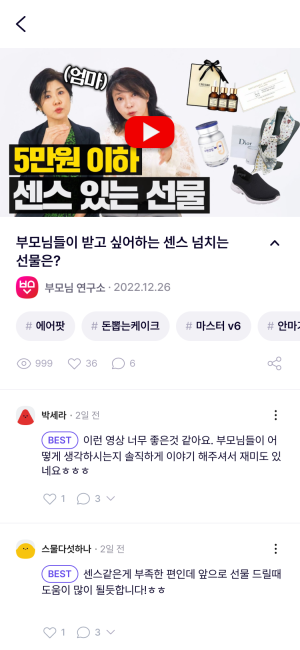 (엄마)
5만원 이하
센스 있는 선물
Dior
부모님들이 받고 싶어하는 센스 넘치는
선물은?
부모님 연구소 · 2022.12.26
# 에어팟
# 돈뽑는케이크
# 마스터 v6
# 안마
999
36
6
박세라 · 2일 전
BEST 이런 영상 너무 좋은것 같아요. 부모님들이 어
떻게 생각하시는지 솔직하게 이야기 해주셔서 재미도 있
네요ㅎㅎㅎ
1
3
스물다섯하나 · 2일 전
BEST 센스같은게 부족한 편인데 앞으로 선물 드릴때
도움이 많이 될듯합니다!ㅎㅎ
1
3